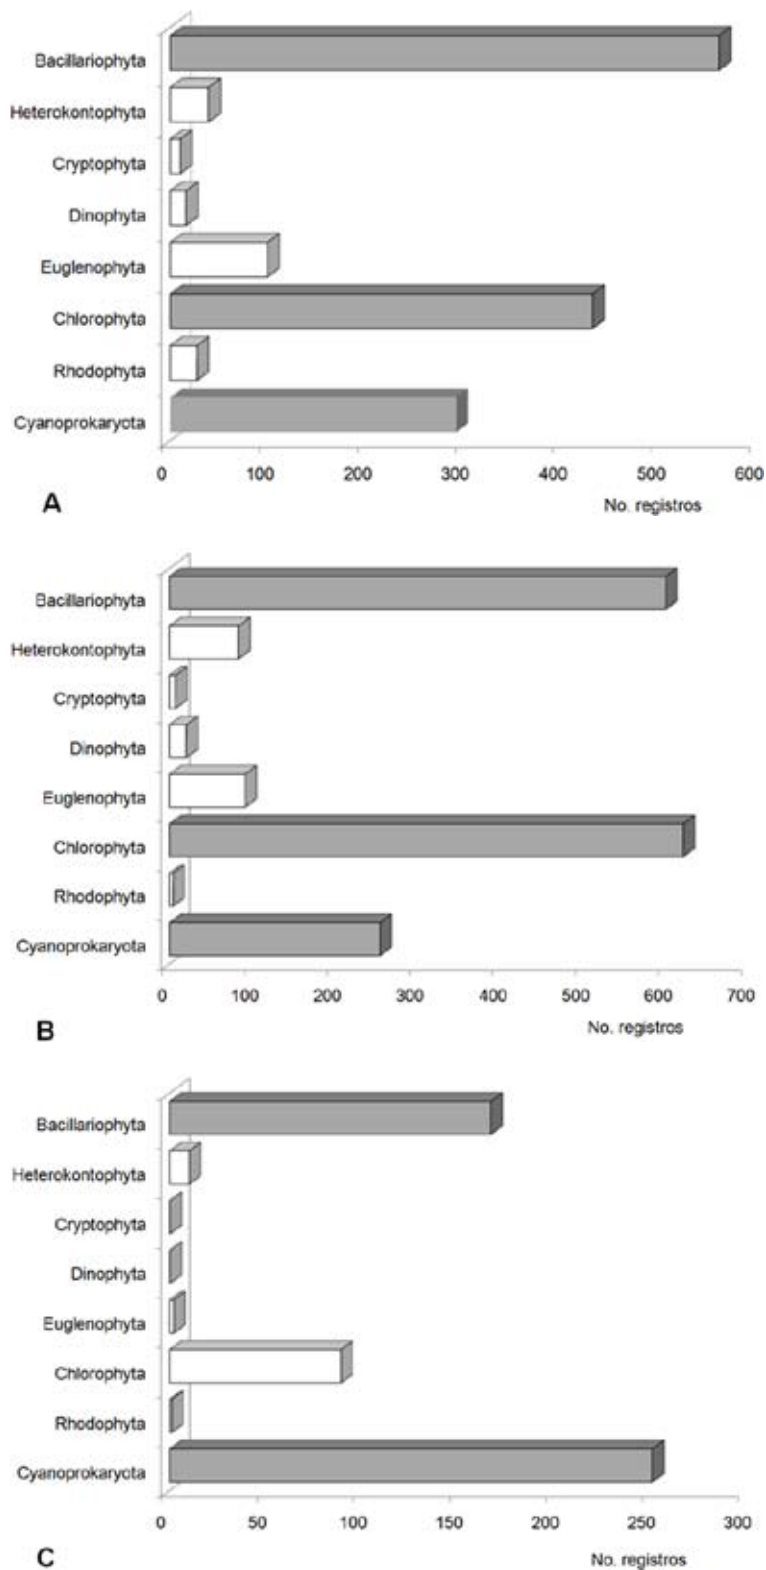 Bacillariophyta
Heterokontophyta
Cryptophyta
Dinophyta
Euglenophyta
Chlorophyta
Rhodophyta
Cyanoprokaryota
0 100 200 300 400 500 600
A No. registros
Bacillariophyta
Heterokontophyta
Cryptophyta
Dinophyta
Euglenophyta
Chlorophyta
Rhodophyta
Cyanoprokaryota
0 100 200 300 400 500 600 700
B No. registros
Bacillariophyta
Heterokontophyta
Cryptophyta
Dinophyta
Euglenophyta
Chlorophyta
Rhodophyta
Cyanoprokaryota
0 50 100 150 200 250 300
C No. registros